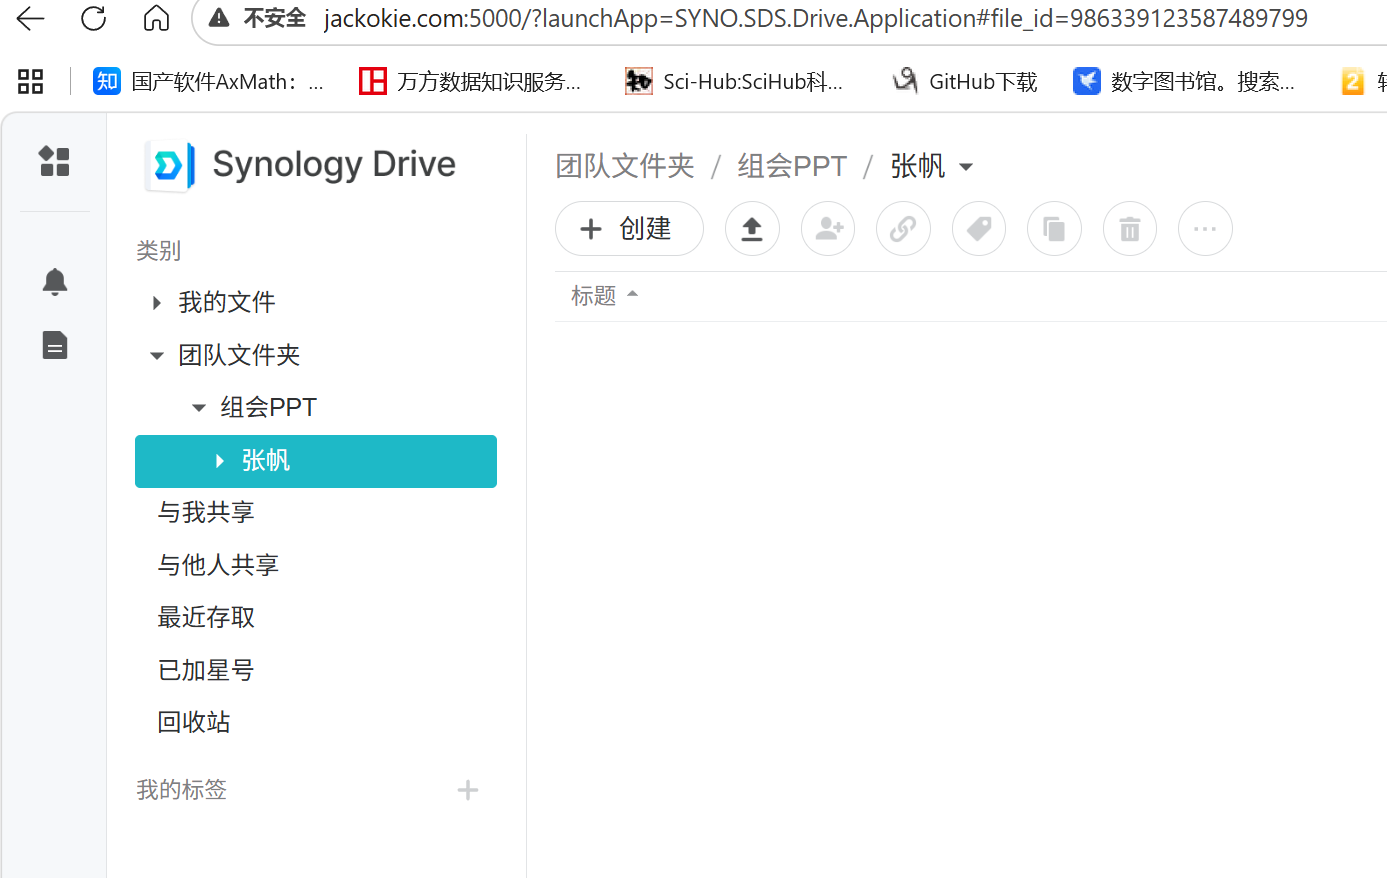 不安全 jackokie.com:5000/?launchApp=SYNO.SDS.Drive.Application#file_id=986339123587489799
知 国产软件AxMath：... 万方数据知识服务... Sci-Hub:SciHub科... GitHub下载 数字图书馆。搜索... 2
Synology Drive
团队文件夹 / 组会PPT / 张帆
创建
标题
类别
我的文件
团队文件夹
组会PPT
张帆
与我共享
与他人共享
最近存取
已加星号
回收站
我的标签